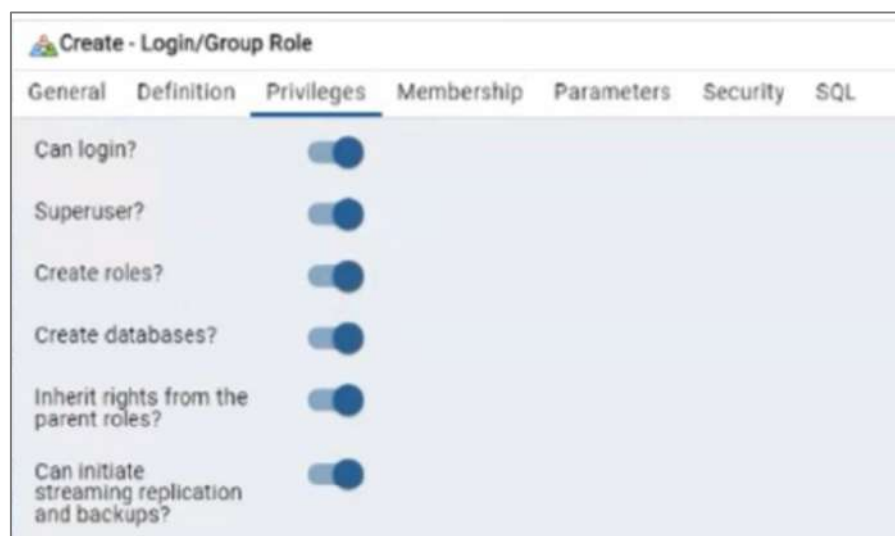 Create - Login/Group Role
General Definition Privileges Membership Parameters Security SQL
Can login?
Superuser?
Create roles?
Create databases?
Inherit rights from the
parent roles?
Can initiate
streaming replication
and backups?